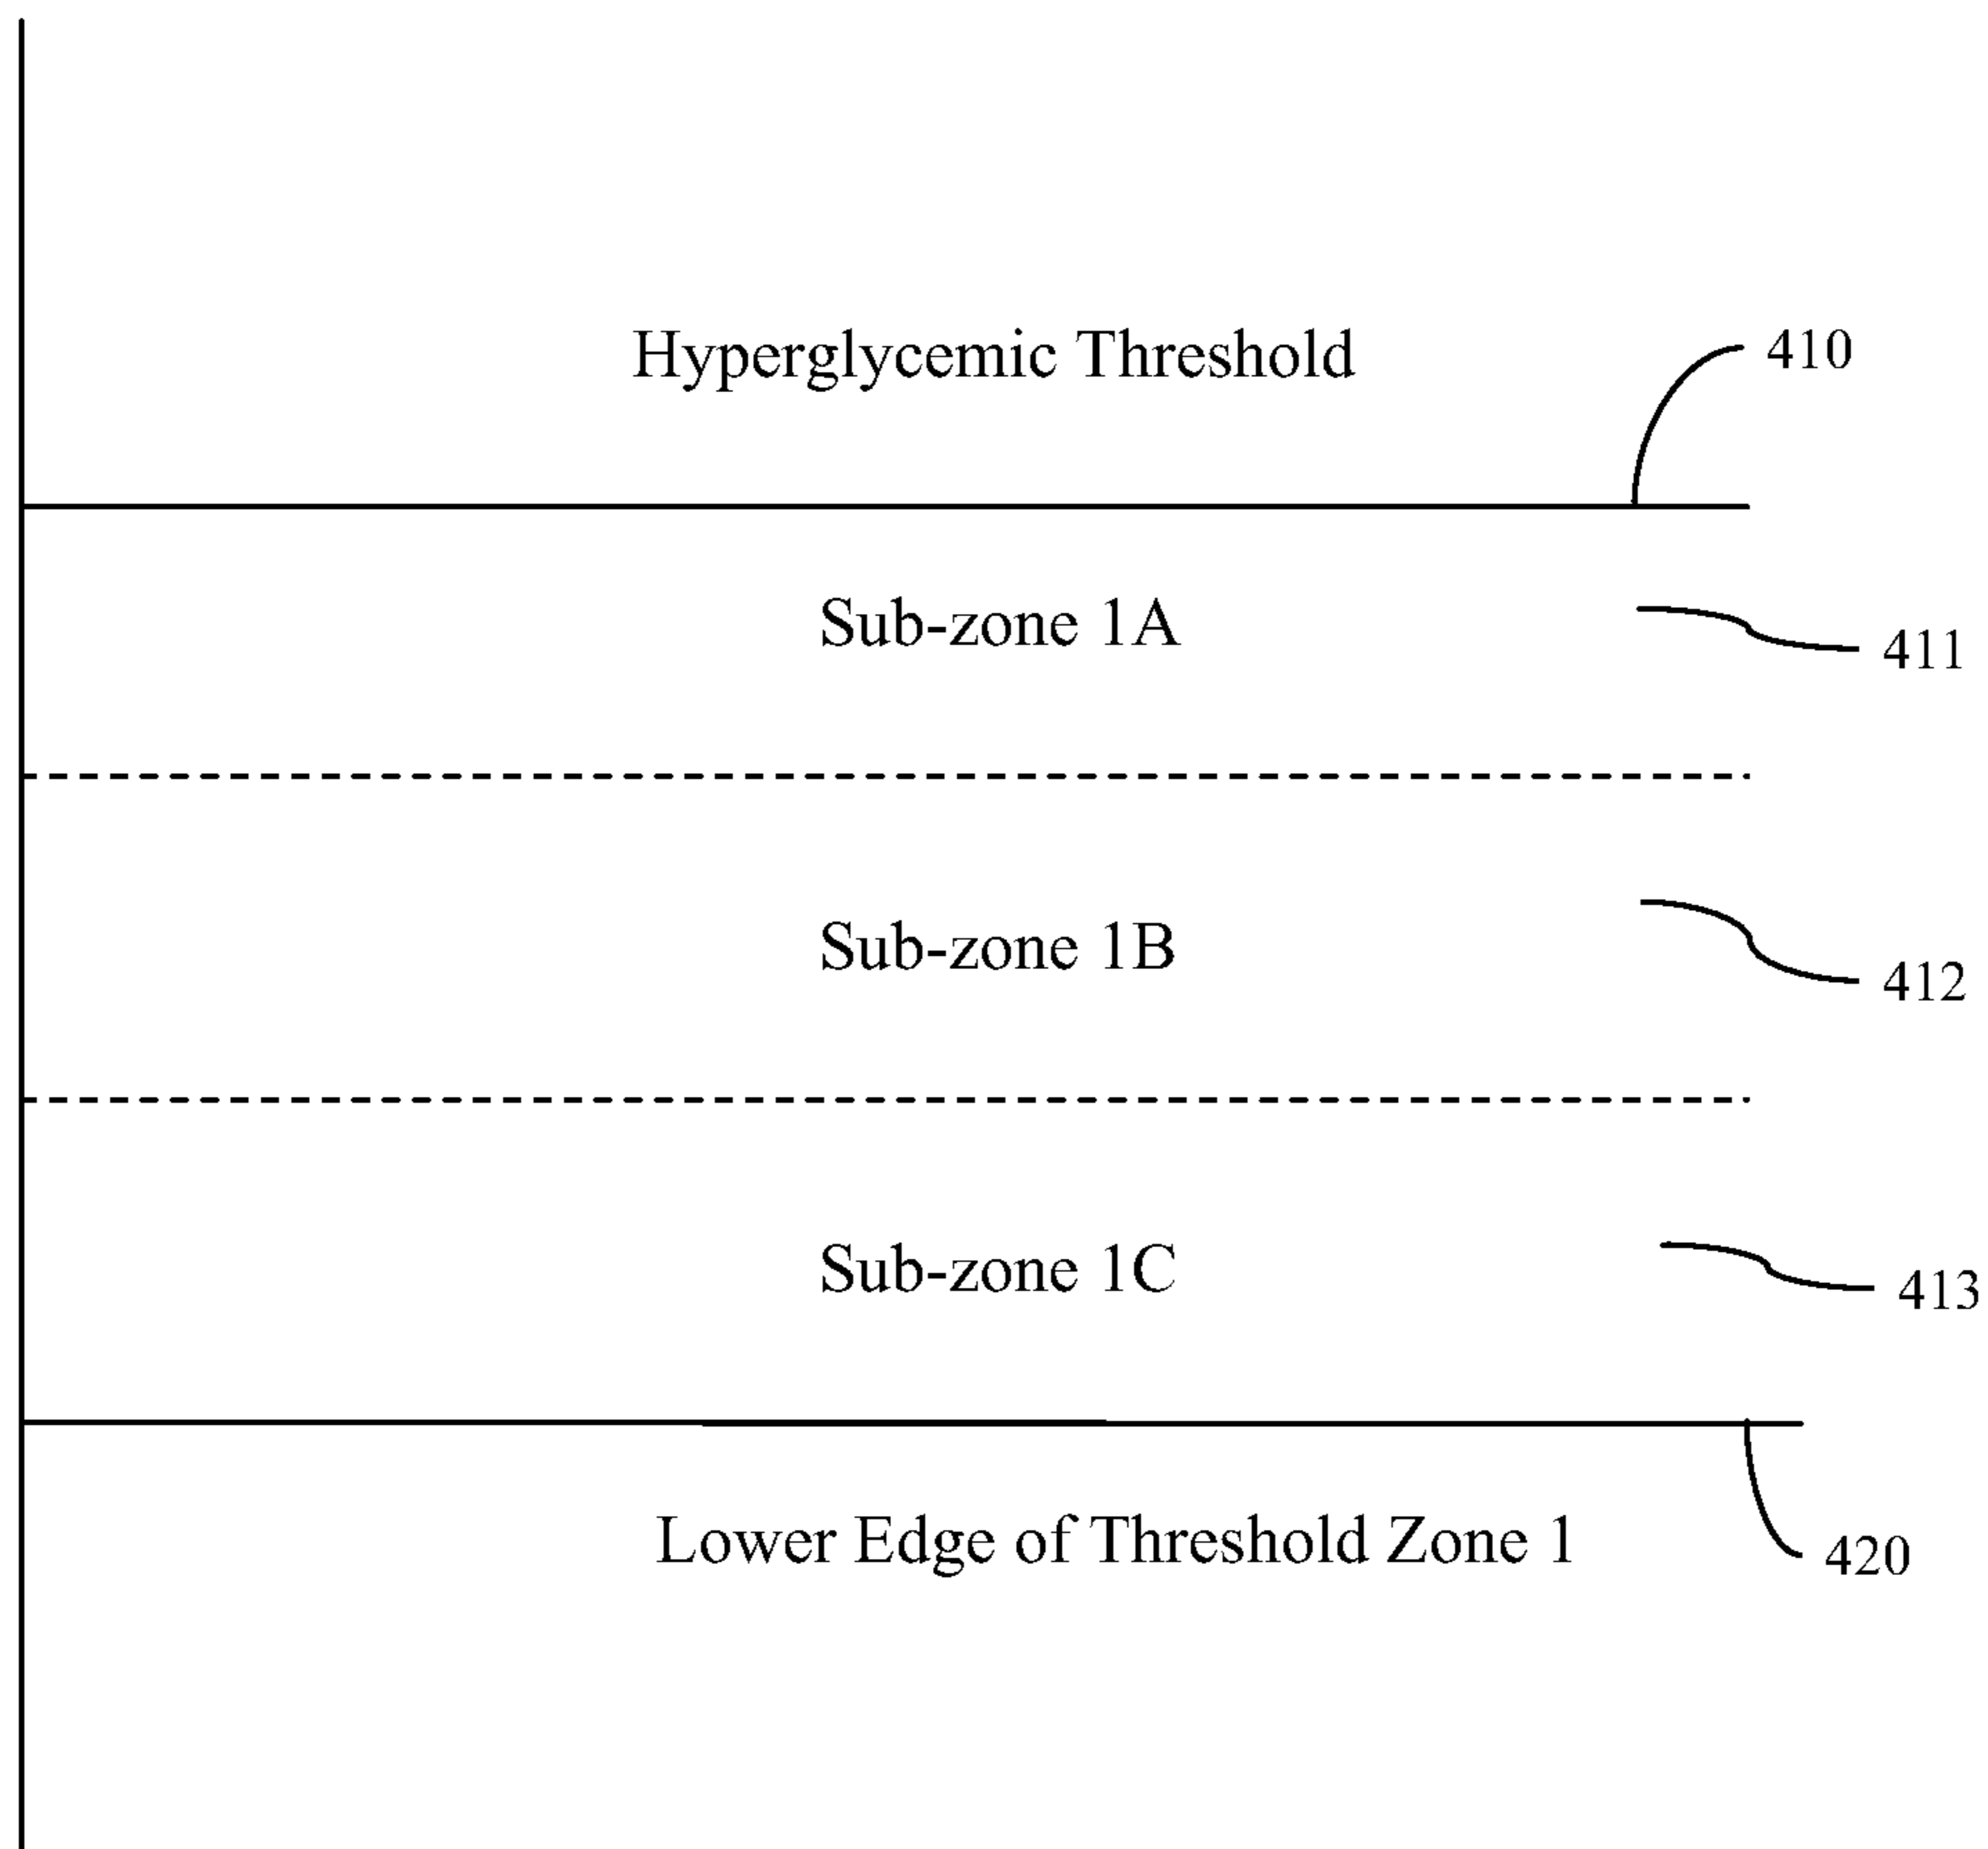 Hyperglycemic Threshold
410
Sub-zone 1A
411
Sub-zone 1B
412
Sub-zone 1C
413
Lower Edge of Threshold Zone 1
420